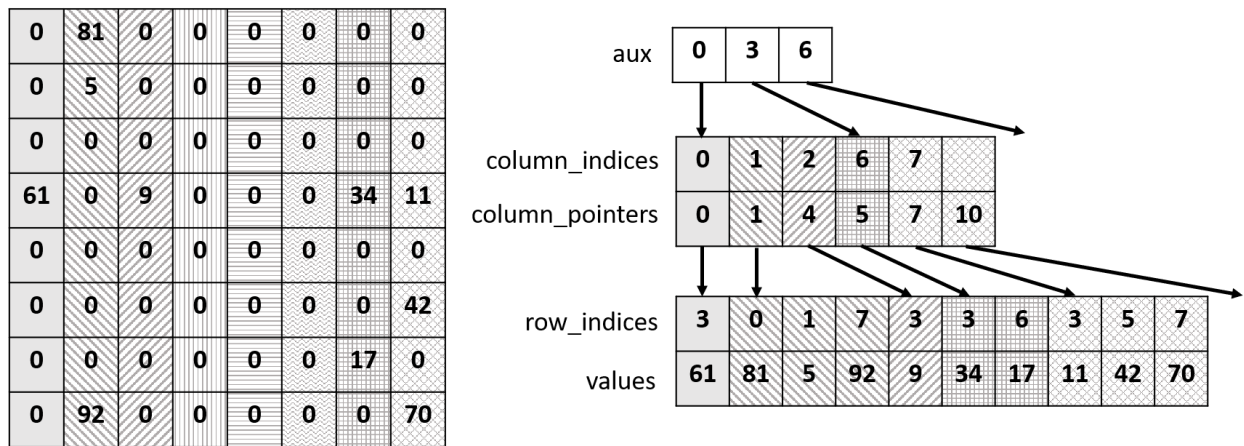 0 81 0 0 0 0 0 0
0 5 0 0 0 0 0 0
0 0 0 0 0 0 0 0
61 0 9 0 0 0 34 11
0 0 0 0 0 0 0 0
0 0 0 0 0 0 0 42
0 0 0 0 0 0 17 0
0 92 0 0 0 0 0 70
aux 0 3 6
column_indices 0 1 2 6 7
column_pointers 0 1 4 5 7 10
row_indices 3 0 1 7 3 3 6 3 5 7
values 61 81 5 92 9 34 17 11 42 70